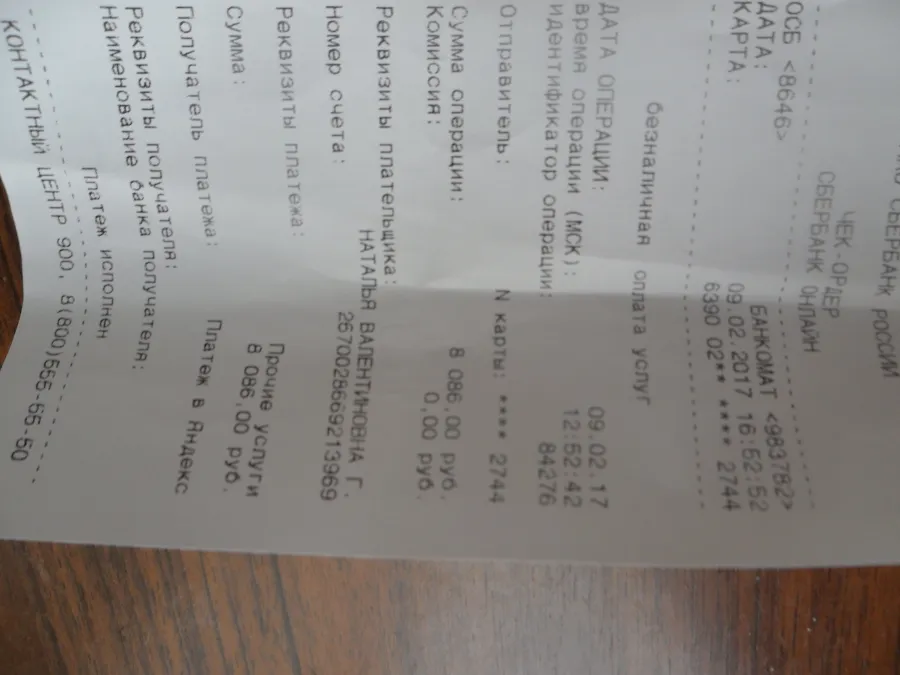 СБЕРБАНК РОССИИ
ЧЕК-ОРДЕР
СБЕРБАНК ОНЛАЙН
ОСБ <8646> БАНКОМАТ <983782>
ДАТА: 09.02.2017 16:52:52
КАРТА: 6390 02** **** 2744
безналичная оплата услуг
ДАТА ОПЕРАЦИИ: 09.02.17
время операции (МСК): 12:52:42
идентификатор операции: 84276
Отправитель: N карты: **** 2744
Сумма операции: 8 086,00 руб.
Комиссия: 0,00 руб.
Реквизиты плательщика:
НАТАЛЬЯ ВАЛЕНТИНОВНА Г.
Номер счета: 2570028669213969
Реквизиты платежа:
Прочие услуги
Сумма: 8 086,00 руб.
Получатель платежа: Платеж в Яндекс
Реквизиты получателя:
Наименование банка получателя:
Платеж исполнен
КОНТАКТНЫЙ ЦЕНТР 900, 8(800)555-55-50